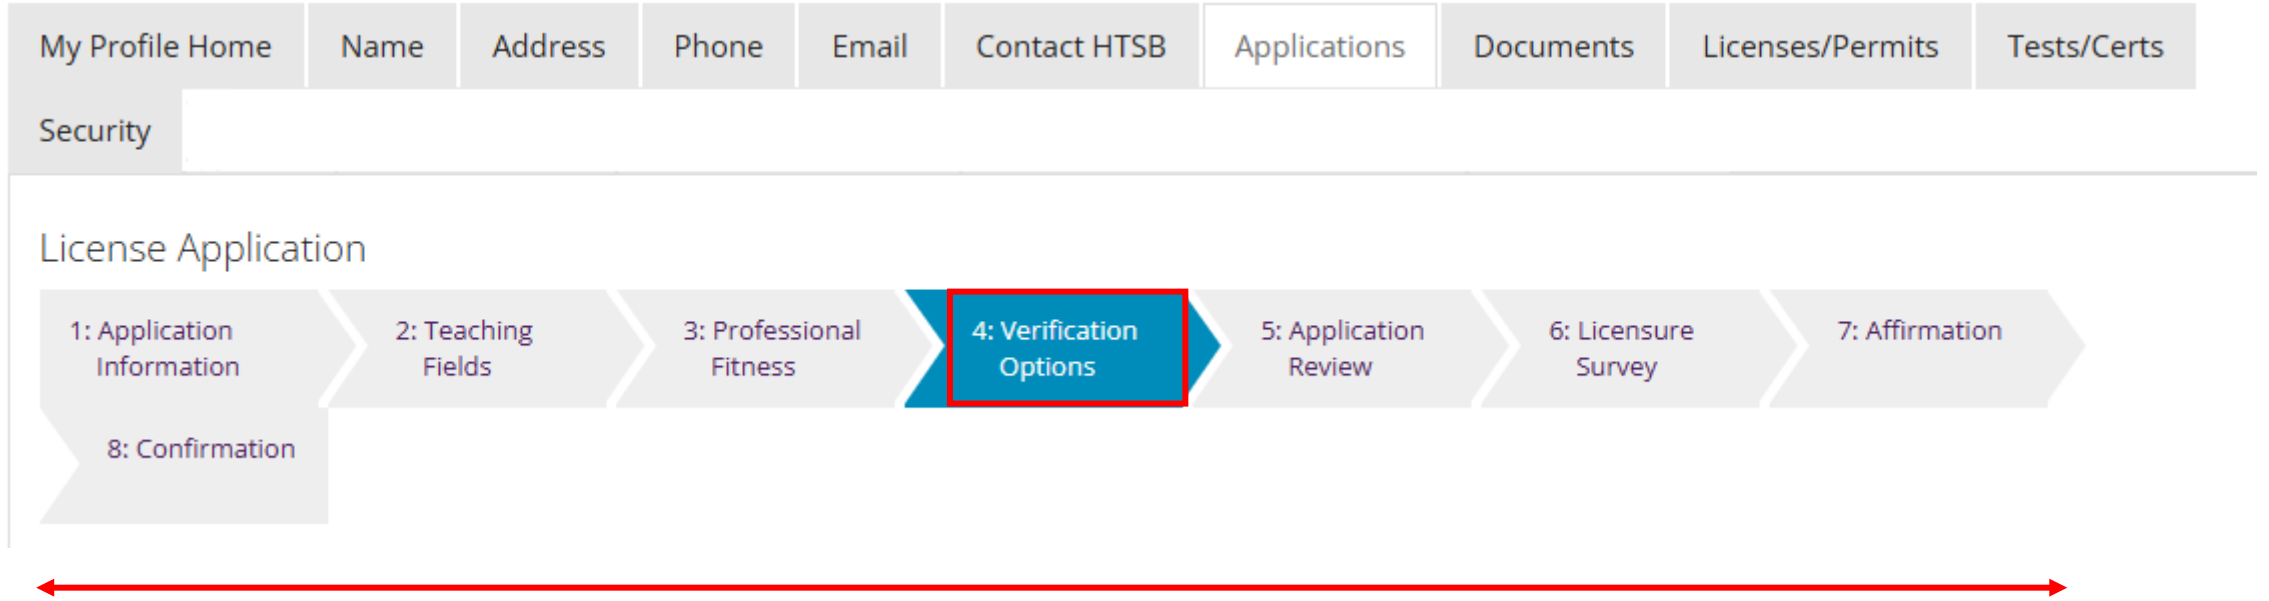 My Profile Home Name Address Phone Email Contact HTSB Applications Documents Licenses/Permits Tests/Certs
Security
License Application
1: Application Information
2: Teaching Fields
3: Professional Fitness
4: Verification Options
5: Application Review
6: Licensure Survey
7: Affirmation
8: Confirmation